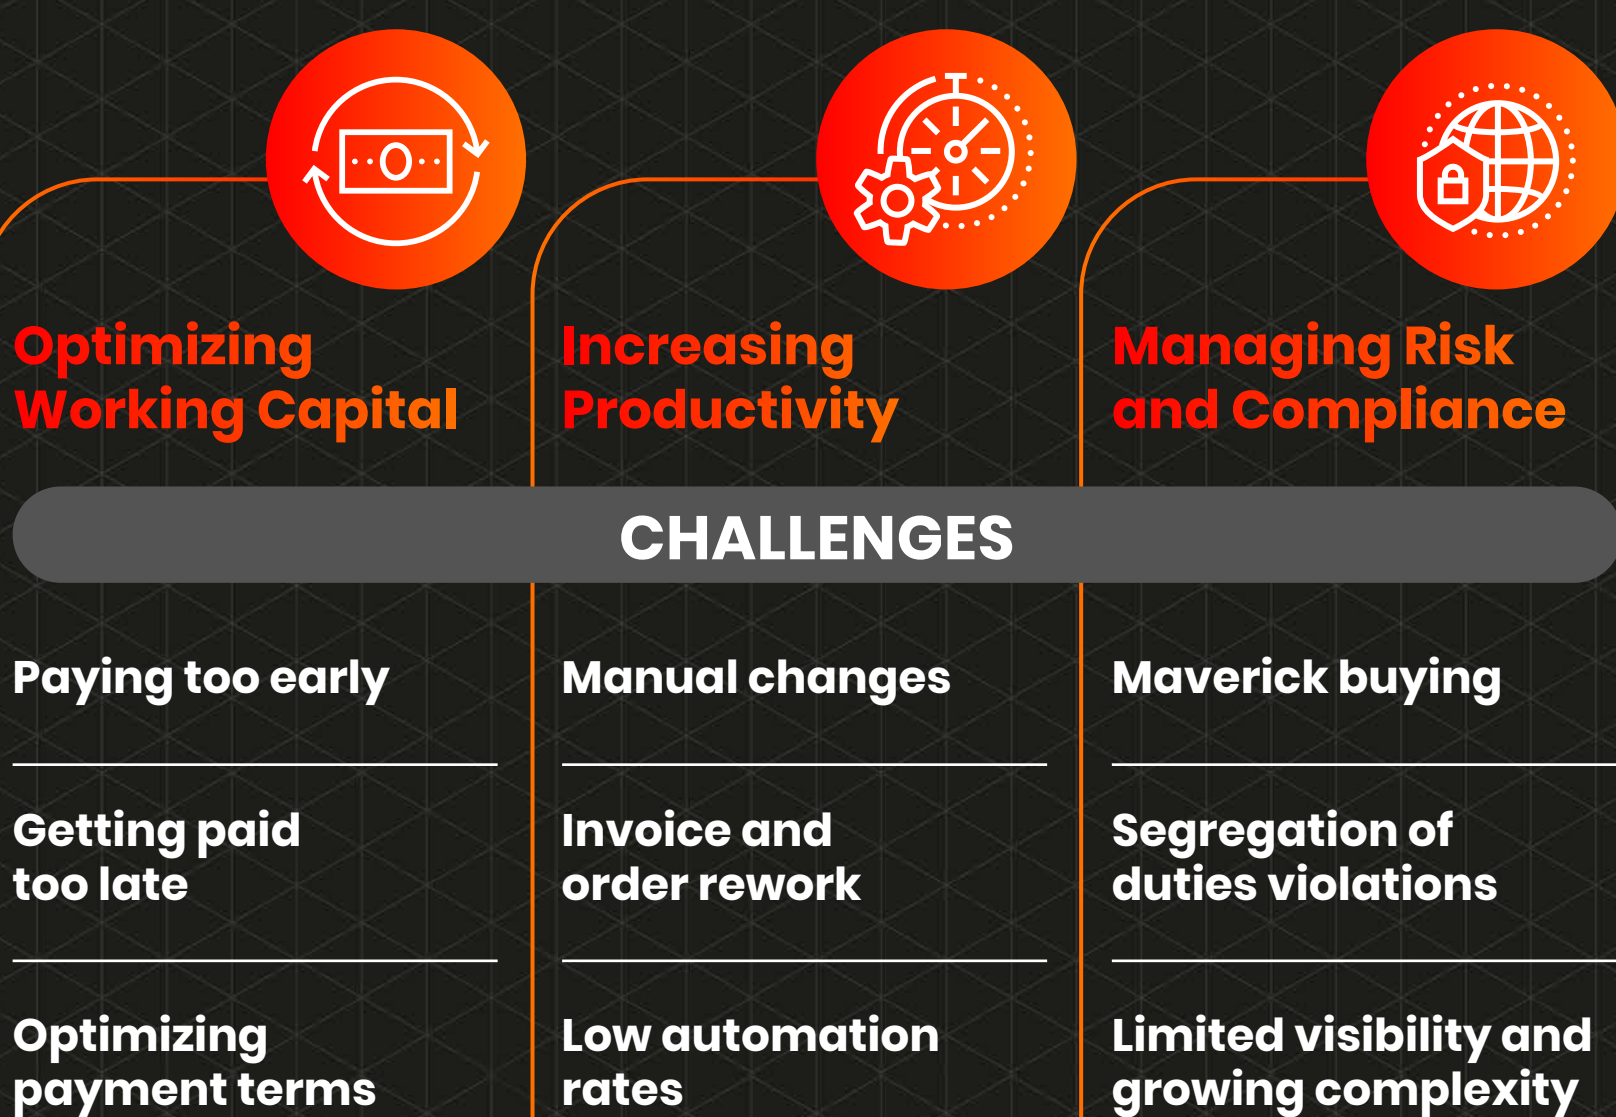 Optimizing
Working Capital
Increasing
Productivity
Managing Risk
and Compliance
CHALLENGES
Paying too early
Manual changes
Maverick buying
Getting paid
too late
Invoice and
order rework
Segregation of
duties violations
Optimizing
payment terms
Low automation
rates
Limited visibility and
growing complexity